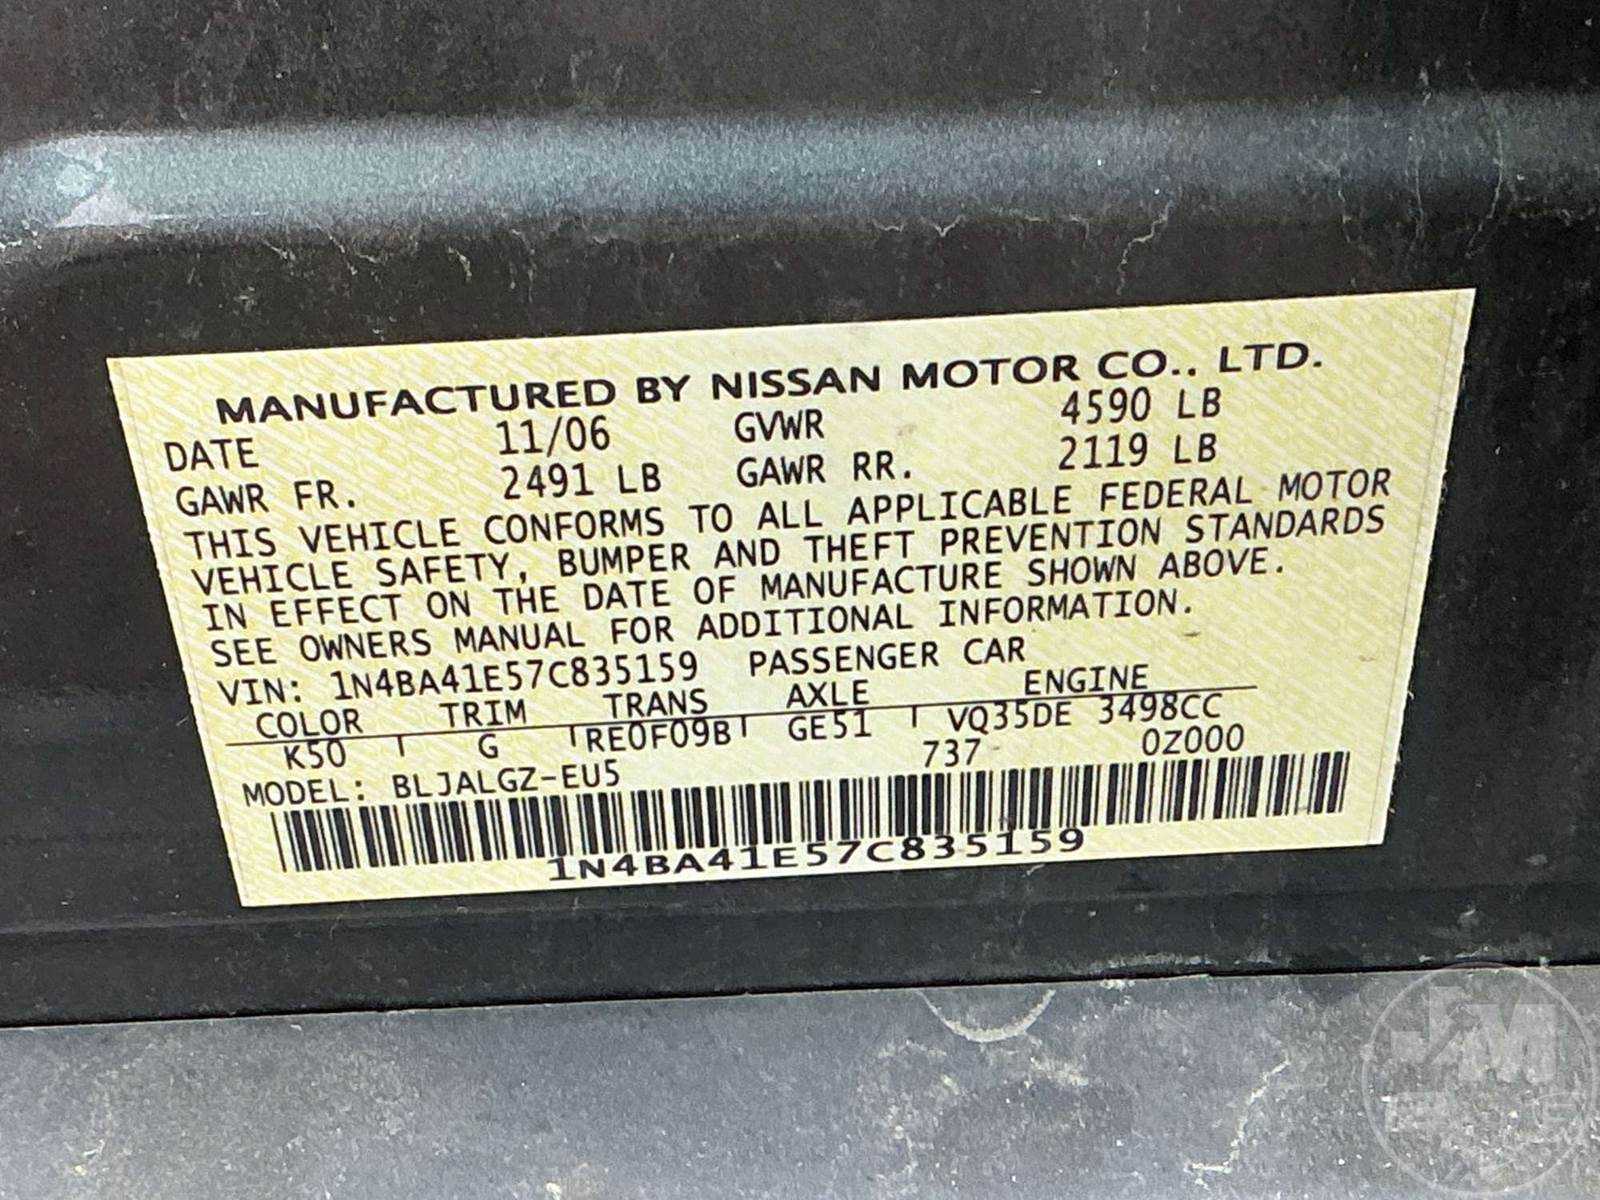 MANUFACTURED BY NISSAN MOTOR CO., LTD.
DATE 11/06 GVWR 4590 LB
GAWR FR. 2491 LB GAWR RR. 2119 LB
THIS VEHICLE CONFORMS TO ALL APPLICABLE FEDERAL MOTOR
VEHICLE SAFETY, BUMPER AND THEFT PREVENTION STANDARDS
IN EFFECT ON THE DATE OF MANUFACTURE SHOWN ABOVE.
SEE OWNERS MANUAL FOR ADDITIONAL INFORMATION.
VIN: 1N4BA41E57C835159 PASSENGER CAR
COLOR TRIM TRANS AXLE ENGINE
K50 G RE0F09B GE51 VQ35DE 3498CC
MODEL: BLJALGZ-EU5 737 0Z000
1N4BA41E57C835159
JM